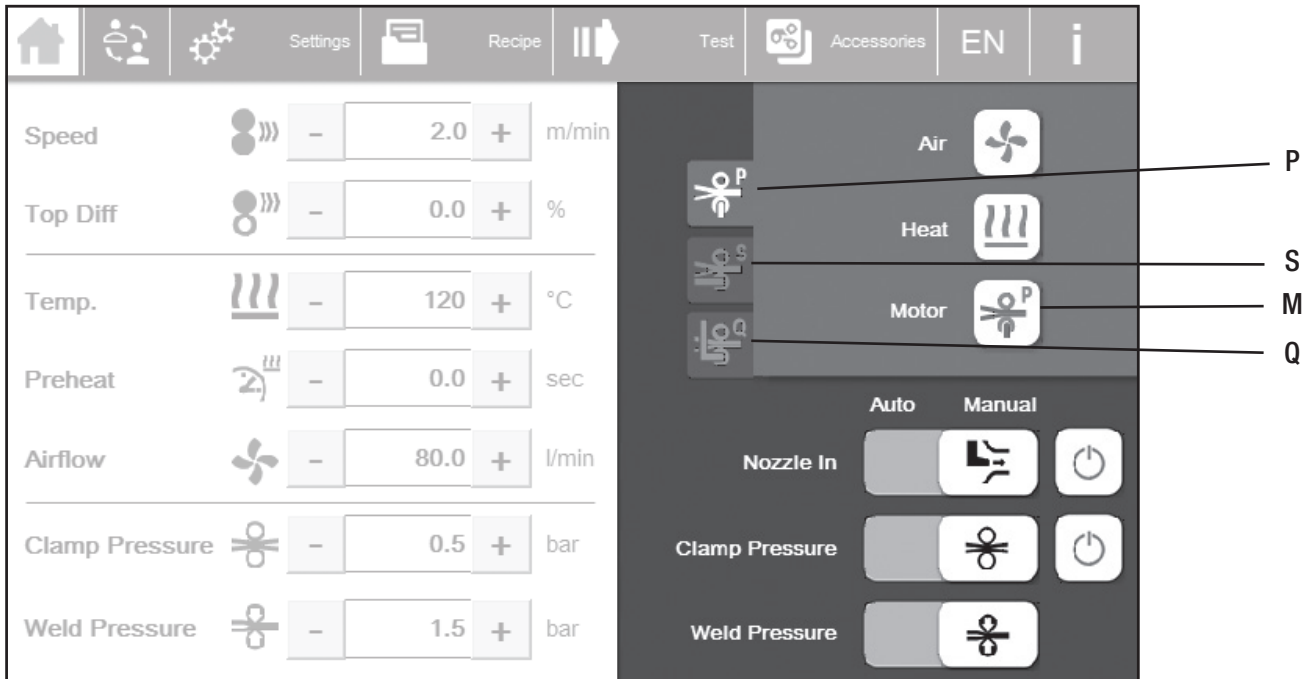 Settings Recipe Test Accessories EN i
Speed - 2.0 + m/min
Top Diff - 0.0 + %
Temp. - 120 + °C
Preheat 2.) - 0.0 + sec
Airflow - 80.0 + l/min
Clamp Pressure - 0.5 + bar
Weld Pressure - 1.5 + bar
Air
P
P
Heat
S
S
Motor P
M
Q
Q
Auto Manual
Nozzle In
Clamp Pressure
Weld Pressure